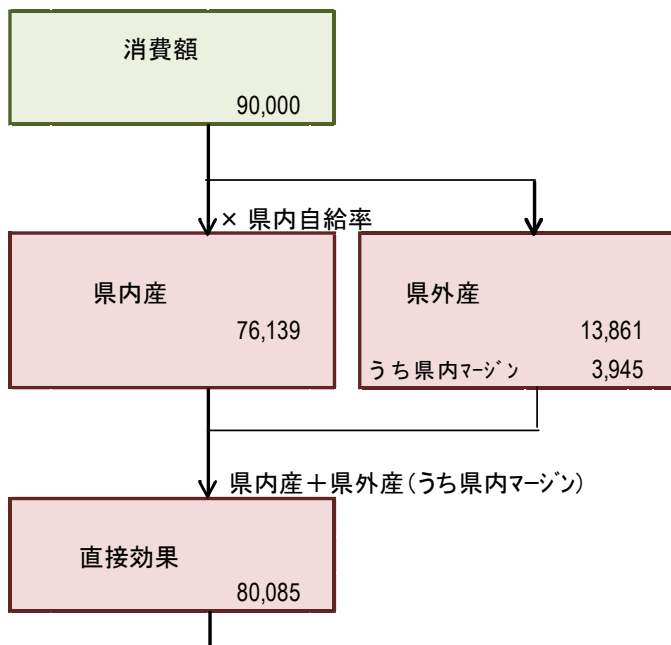 消費額
90,000
× 県内自給率
県内産
76,139
県外産
13,861
うち県内ﾏｰｼﾞﾝ 3,945
県内産＋県外産(うち県内ﾏｰｼﾞﾝ)
直接効果
80,085